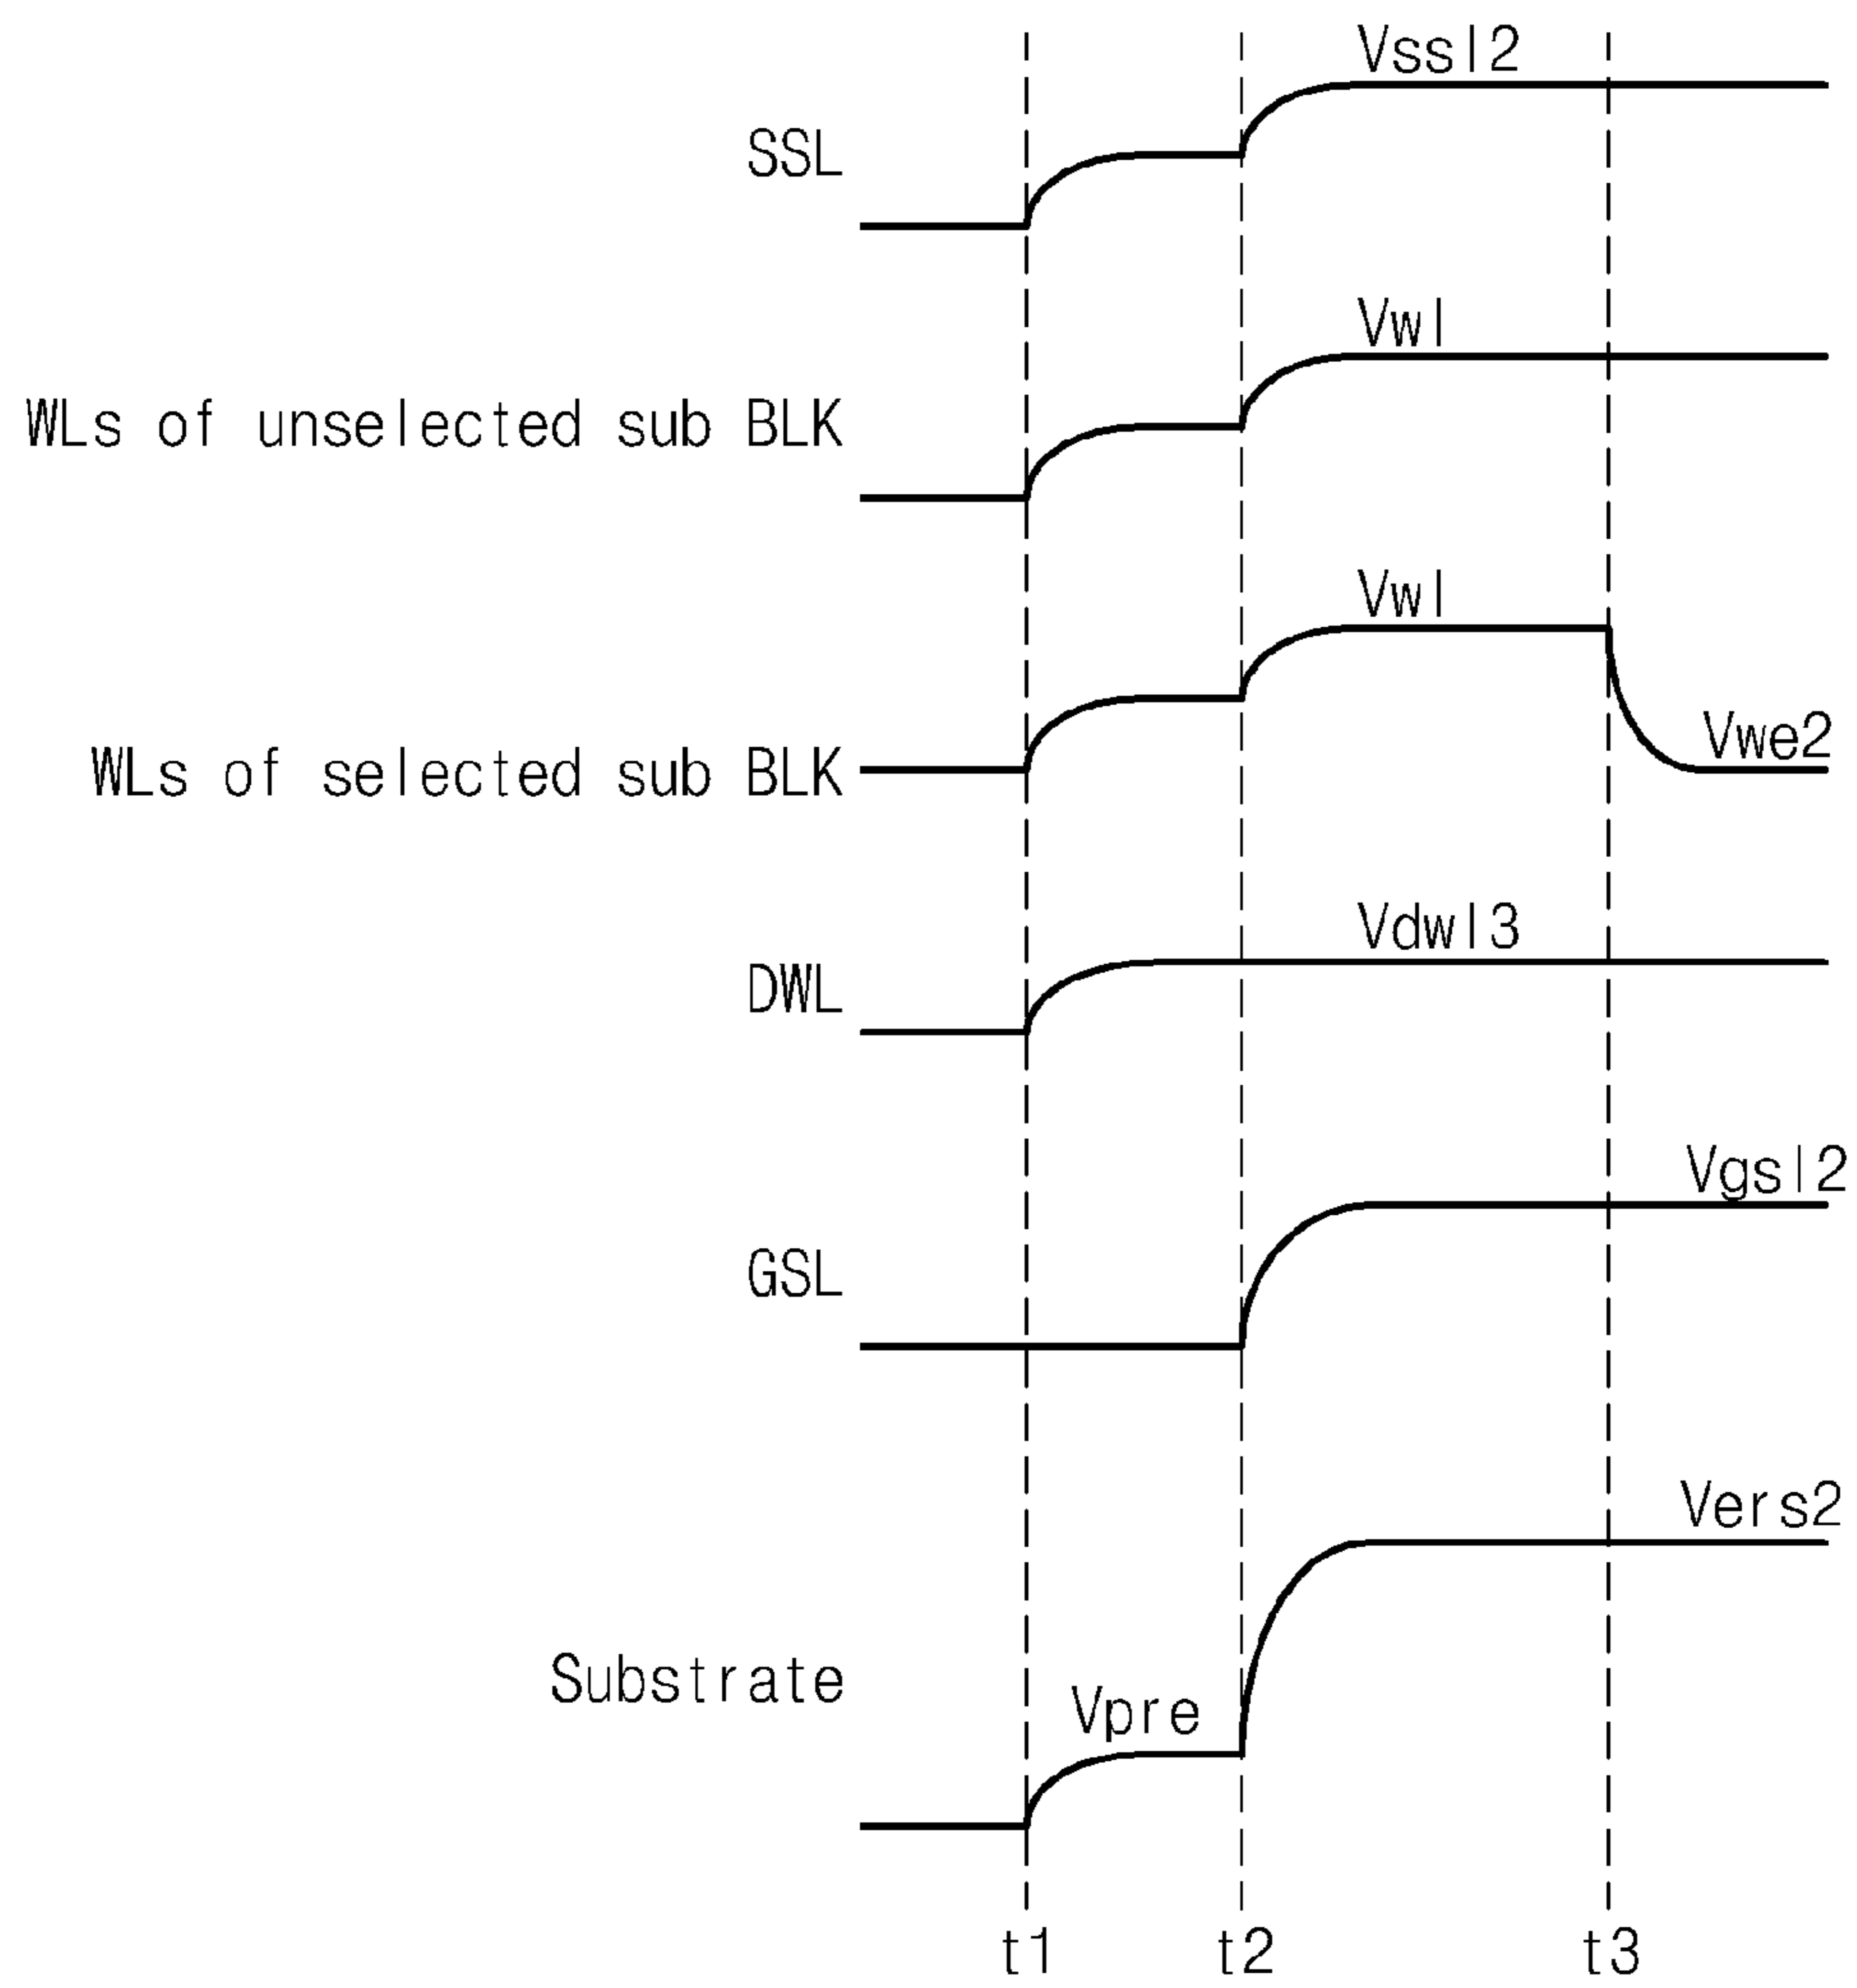 Vssl2
SSL
Vwl
WLs of unselected sub BLK
Vwl
Vwe2
WLs of selected sub BLK
Vdwl3
DWL
Vgsl2
GSL
Vers2
Substrate
Vpre
t1 t2 t3